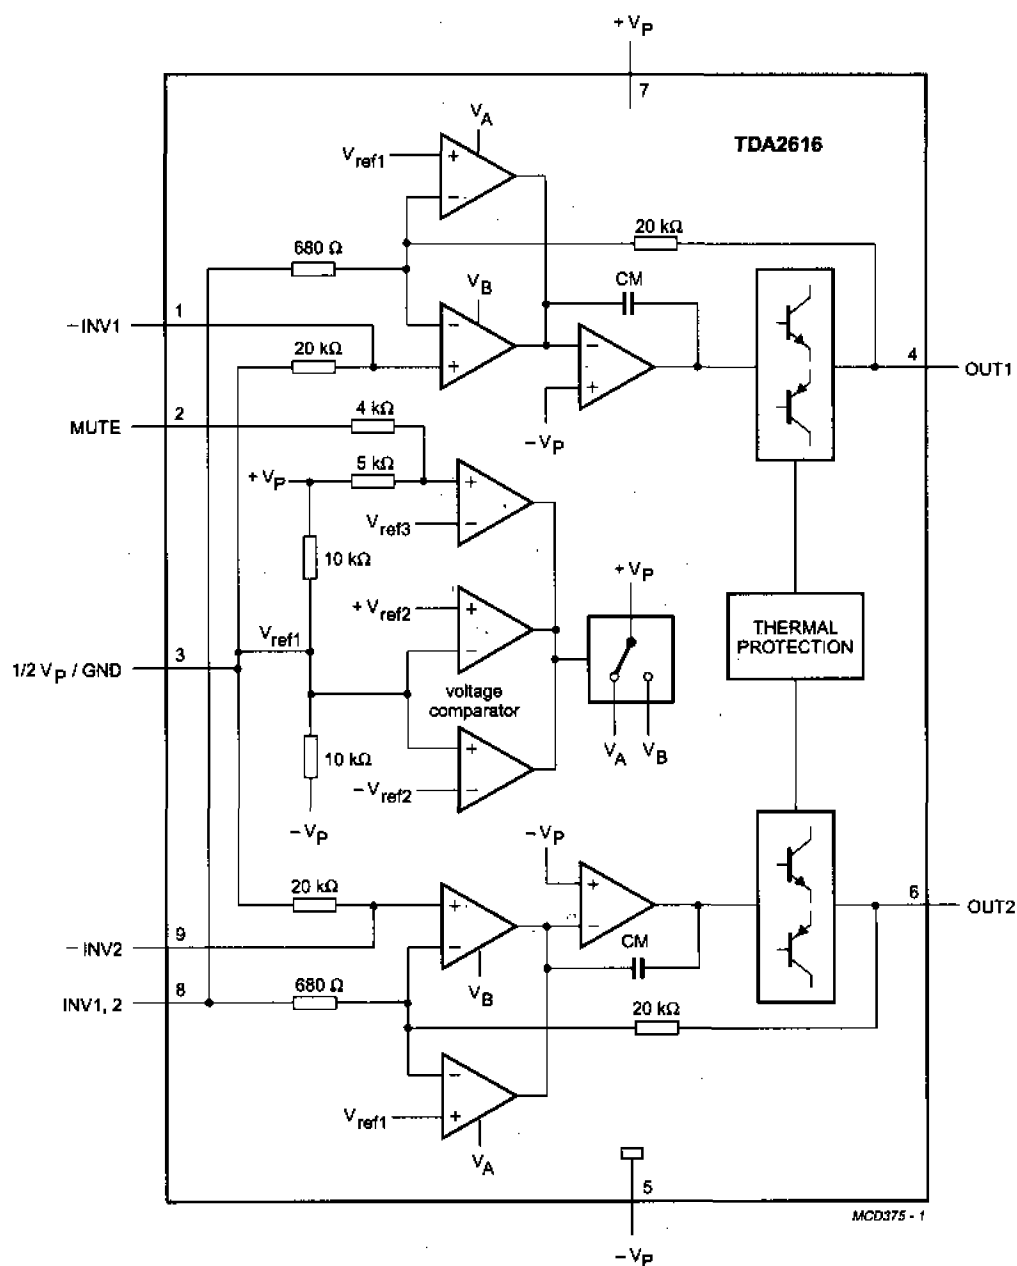 + VP
7
TDA2616
VA
Vref1
+
−
20 kΩ
680 Ω
CM
VB
1
−INV1
−
+
20 kΩ
−
+
4
OUT1
−VP
2
MUTE
4 kΩ
+ VP
5 kΩ
+
−
Vref3
10 kΩ
+ VP
+ Vref2
+
−
THERMAL
PROTECTION
Vref1
3
1/2 VP / GND
voltage
comparator
VA
VB
10 kΩ
+
−
− Vref2
− VP
− VP
20 kΩ
+
−
+
−
6
OUT2
9
− INV2
CM
VB
8
INV1, 2
680 Ω
20 kΩ
−
+
Vref1
VA
5
MCD375 - 1
− VP